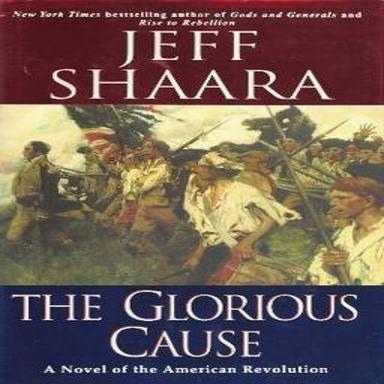 New York Times bestselling author of Gods and Generals and
Rise to Rebellion
JEFF
SHAARA
THE GLORIOUS
CAUSE
A Novel of the American Revolution